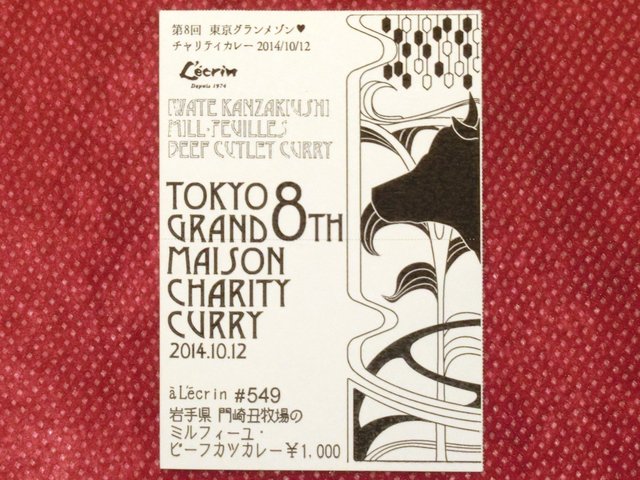 第8回 東京グランメゾン♥
チャリティカレー 2014/10/12
L'écrin
Depuis 1974
IWATE KANZAKI[USHI]
MILL-FEUILLES
BEEF CUTLET CURRY
TOKYO
GRAND 8TH
MAISON
CHARITY
CURRY
2014.10.12
à L'écrin #549
岩手県 門崎丑牧場の
ミルフィーユ・
ビーフカツカレー￥1,000